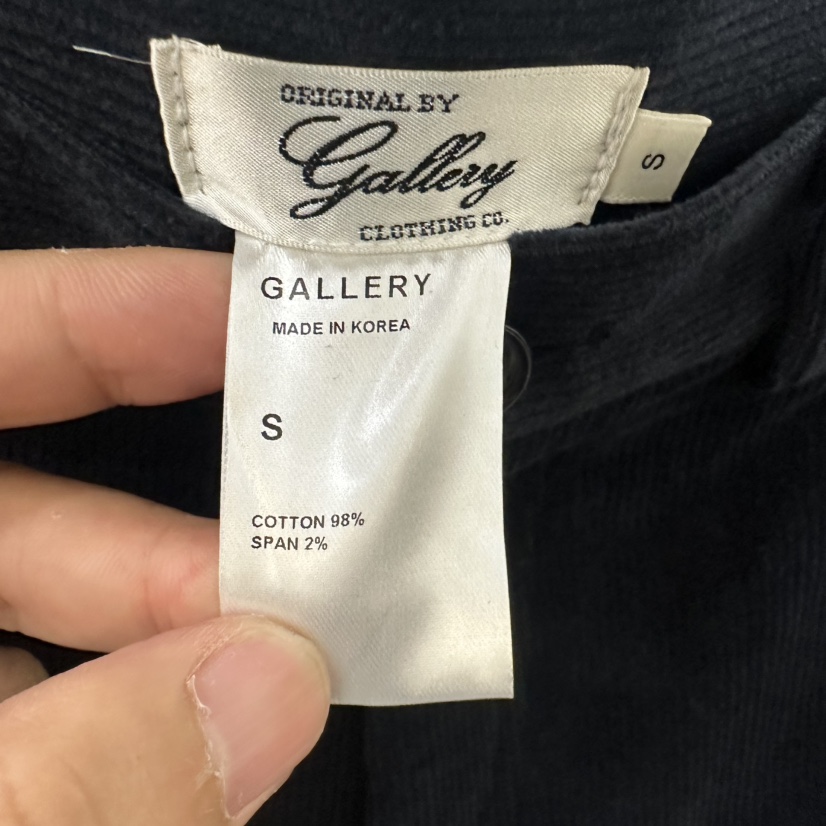 ORIGINAL BY
Gallery
CLOTHING CO.
S
GALLERY
MADE IN KOREA
S
COTTON 98%
SPAN 2%